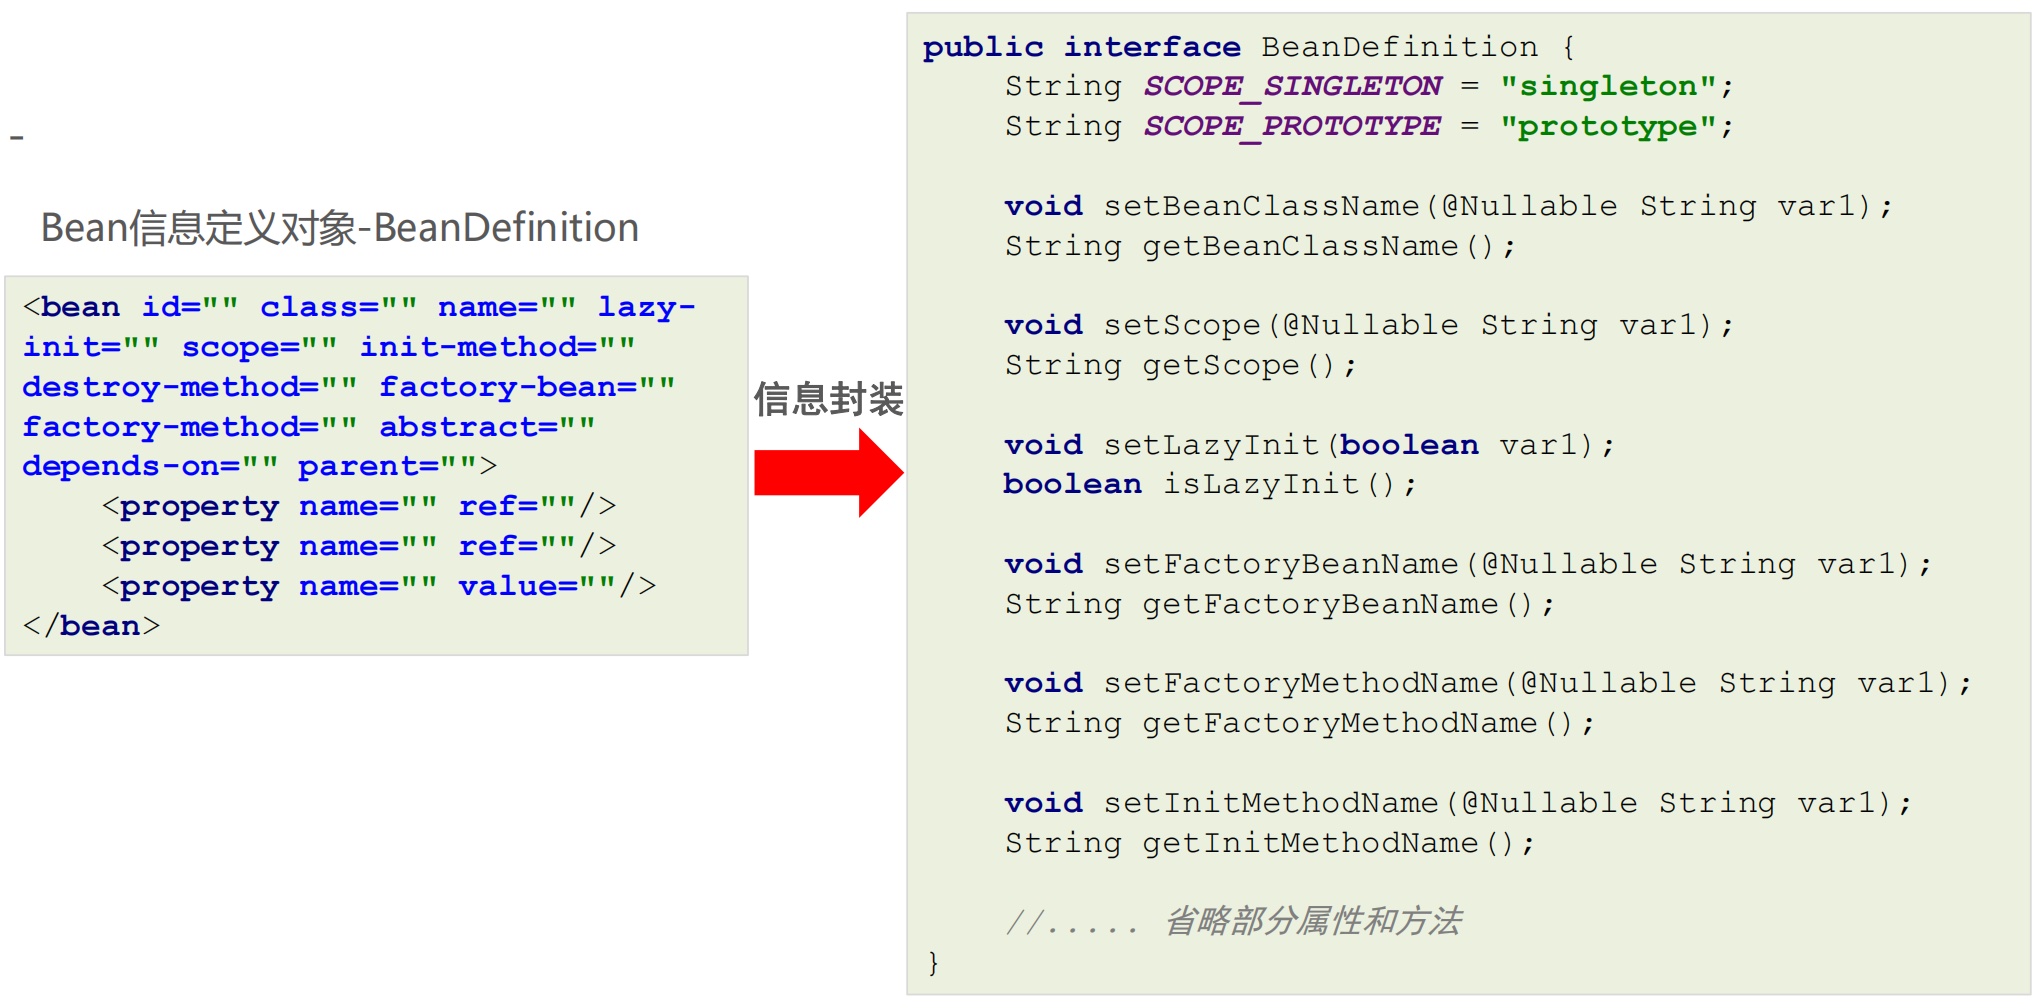 -
Bean信息定义对象-BeanDefinition
<bean id="" class="" name="" lazy-
init="" scope="" init-method=""
destroy-method="" factory-bean=""
factory-method="" abstract=""
depends-on="" parent="">
    <property name="" ref=""/>
    <property name="" ref=""/>
    <property name="" value=""/>
</bean>
信息封装
public interface BeanDefinition {
    String SCOPE_SINGLETON = "singleton";
    String SCOPE_PROTOTYPE = "prototype";
    void setBeanClassName(@Nullable String var1);
    String getBeanClassName();
    void setScope(@Nullable String var1);
    String getScope();
    void setLazyInit(boolean var1);
    boolean isLazyInit();
    void setFactoryBeanName(@Nullable String var1);
    String getFactoryBeanName();
    void setFactoryMethodName(@Nullable String var1);
    String getFactoryMethodName();
    void setInitMethodName(@Nullable String var1);
    String getInitMethodName();
    //..... 省略部分属性和方法
}